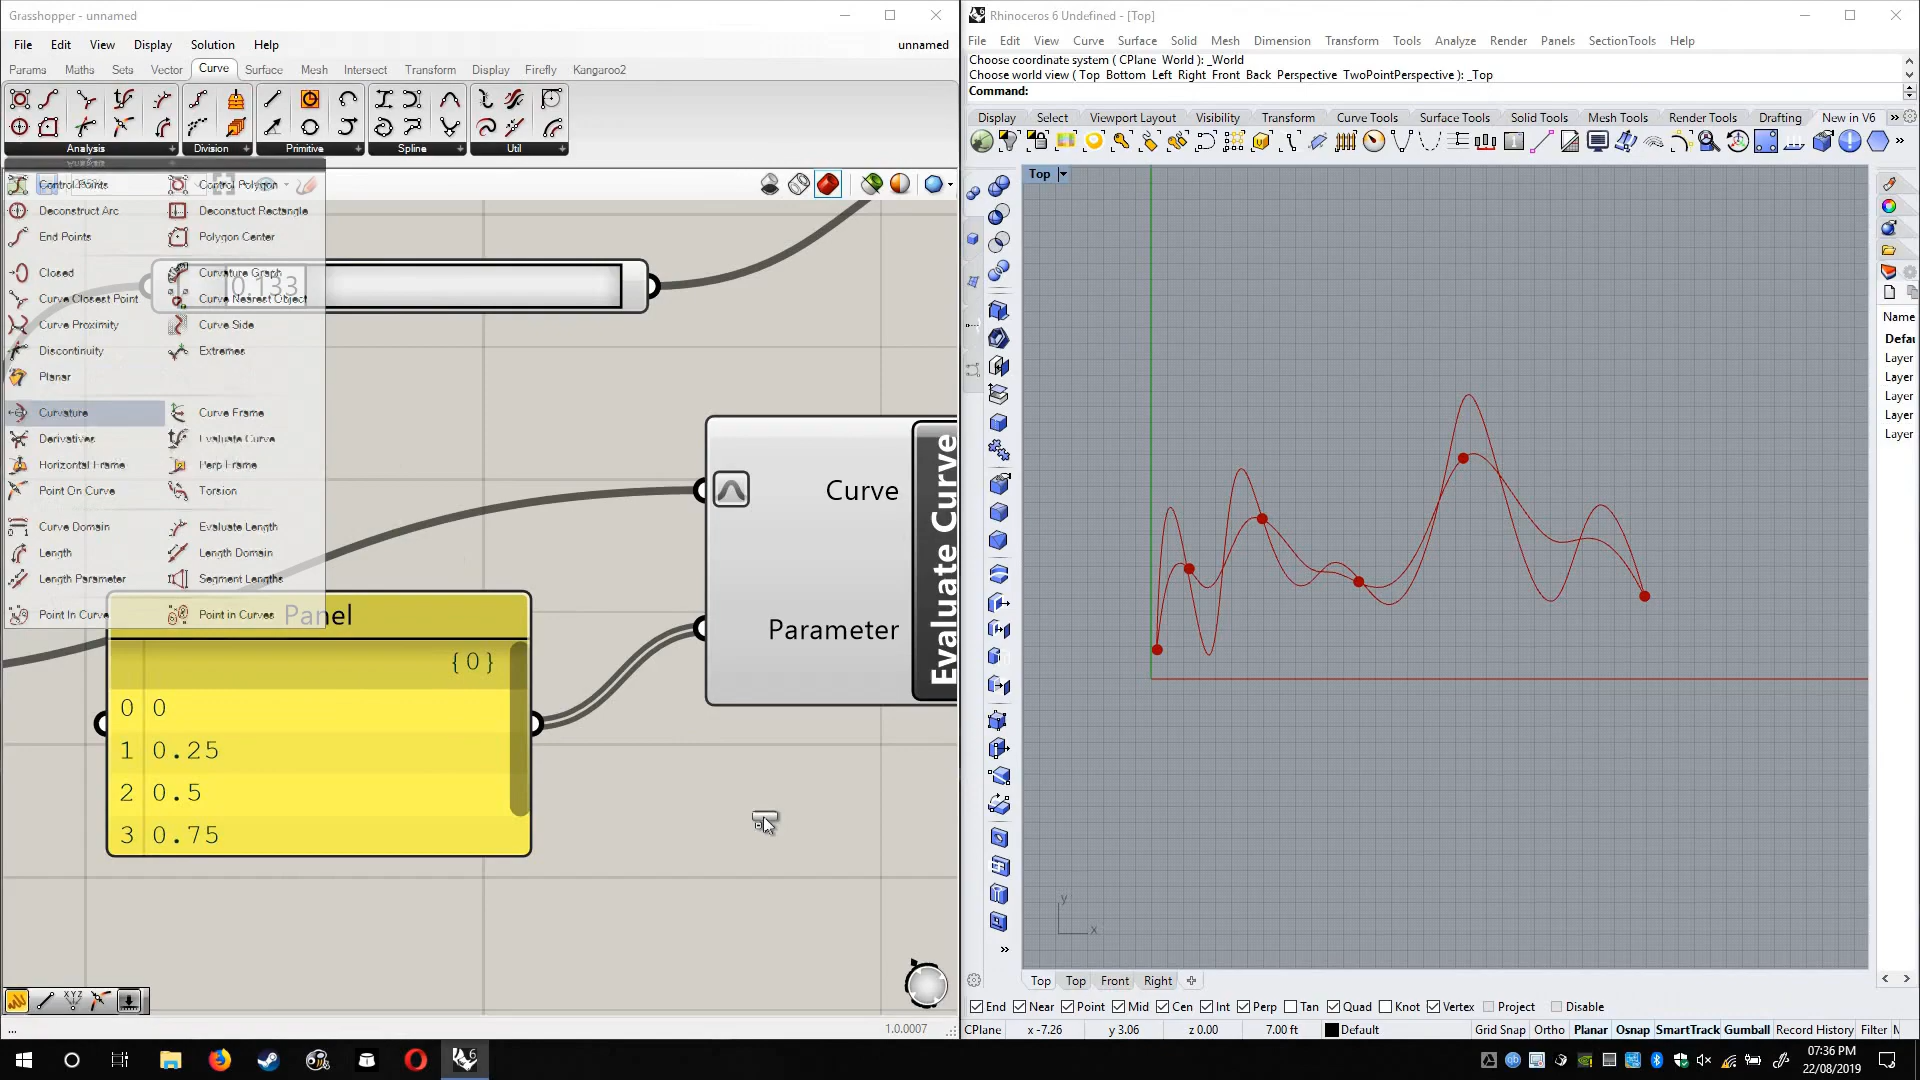 Grasshopper - unnamed
File Edit View Display Solution Help
unnamed
Params Maths Sets Vector Curve Surface Mesh Intersect Transform Display Firefly Kangaroo2
Analysis Division Primitive Spline Util
Control Points Control Polygon
Deconstruct Arc Deconstuct Rectangle
End Points Polygon Center
Closed Curvature Graph
0.133
Curve Closest Point Curve Nearest Object
Curve Proximity Curve Side
Discontinuity Extremes
Planar
Curvature Curve Frame
Derivatives Evaluate Curve
Horizontal Frame Perp Frame
Point On Curve Torsion
Curve Domain Evaluate Length
Length Length Domain
Length Parameter Segment Lengths
Point In Curve Point in Curves
Panel
{0}
0 0
1 0.25
2 0.5
3 0.75
Curve
Parameter
Evaluate Curve
XYZ
...
1.0.0007
Rhinoceros 6 Undefined - [Top]
File Edit View Curve Surface Solid Mesh Dimension Transform Tools Analyze Render Panels SectionTools Help
Choose coordinate system ( CPlane World ): _World
Choose world view ( Top Bottom Left Right Front Back Perspective TwoPointPerspective ): _Top
Command:
Display Select Viewport Layout Visibility Transform Curve Tools Surface Tools Solid Tools Mesh Tools Render Tools Drafting New in V6
Top
Name
Defau
Layer
Layer
Layer
Layer
Layer
y
x
Top Top Front Right
End Near Point Mid Cen Int Perp Tan Quad Knot Vertex Project Disable
CPlane x -7.26 y 3.06 z 0.00 7.00 ft Default Grid Snap Ortho Planar Osnap SmartTrack Gumball Record History Filter
07:36 PM
22/08/2019